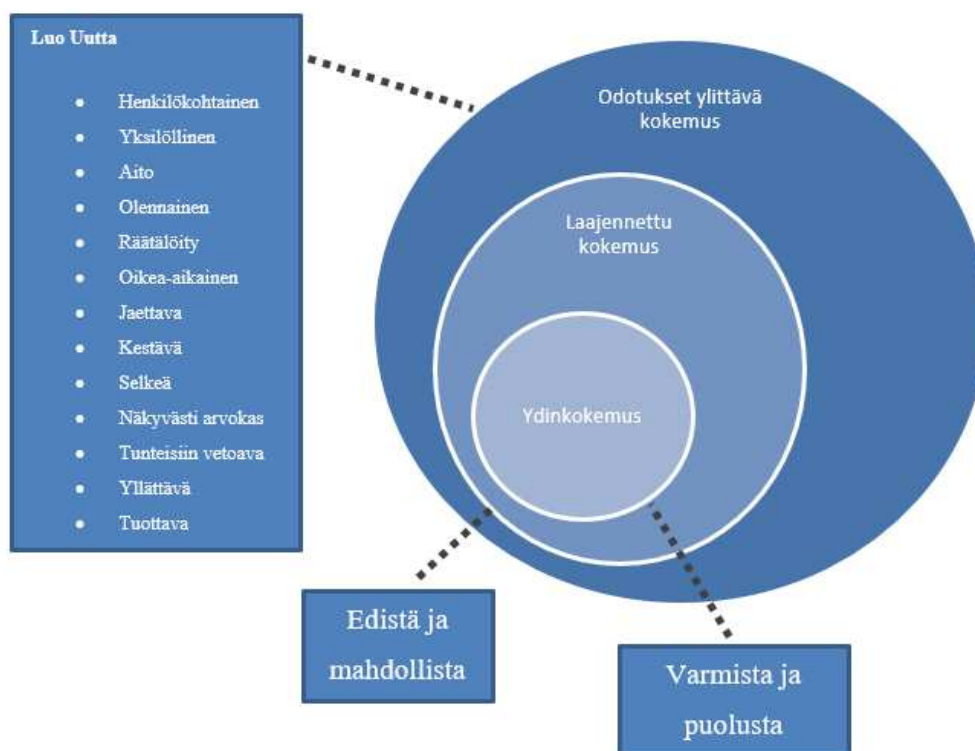 Luo Uutta
Henkilökohtainen
Yksilöllinen
Aito
Olennainen
Räätälöity
Oikea-aikainen
Jaettava
Kestävä
Selkeä
Näkyvästi arvokas
Tunteisiin vetoava
Yllättävä
Tuottava
Odotukset ylittävä
kokemus
Laajennettu
kokemus
Ydinkokemus
Edistä ja
mahdollista
Varmista ja
puolusta